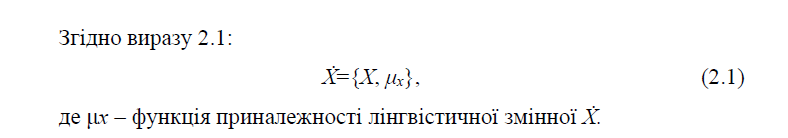 Згідно виразу 2.1:
Ẋ={X, μₓ}, (2.1)
де μx – функція приналежності лінгвістичної змінної Ẋ.